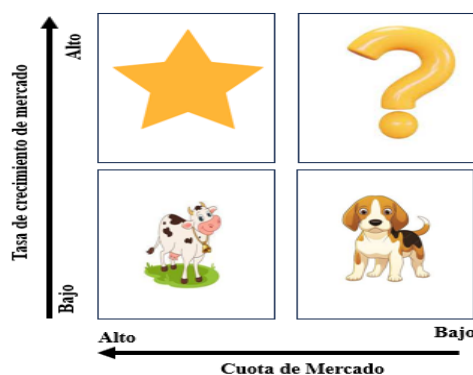 Tasa de crecimiento de mercado
Alto
Bajo
Alto
Bajo
Cuota de Mercado